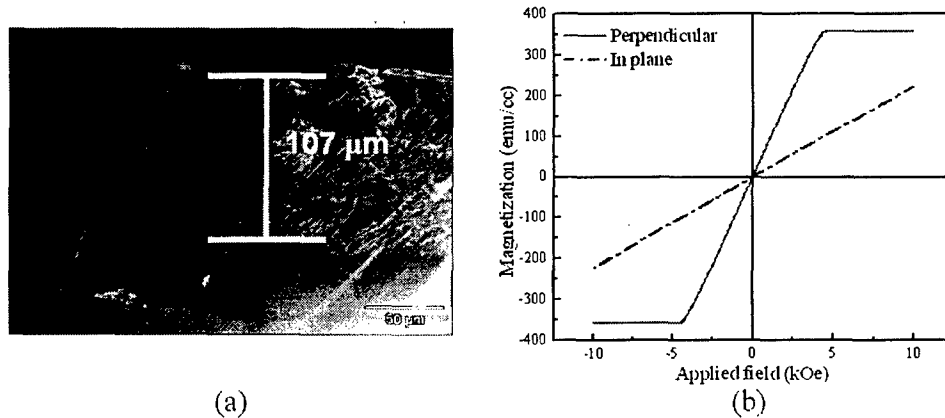 107 μm
50 μm
(a)
Perpendicular
In plane
Magnetization (emu/cc)
400
300
200
100
0
-100
-200
-300
-400
-10
-5
0
5
10
Applied field (kOe)
(b)